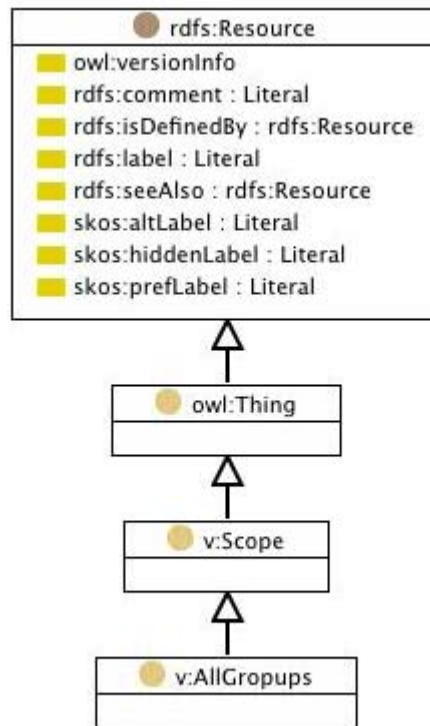 rdfs:Resource
owl:versionInfo
rdfs:comment : Literal
rdfs:isDefinedBy : rdfs:Resource
rdfs:label : Literal
rdfs:seeAlso : rdfs:Resource
skos:altLabel : Literal
skos:hiddenLabel : Literal
skos:prefLabel : Literal
owl:Thing
v:Scope
v:AllGropups